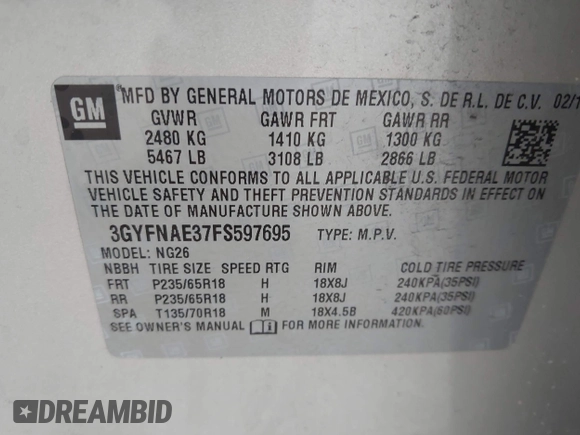 GM "MFD BY GENERAL MOTORS DE MEXICO, S. DE R.L. DE C.V. 02/1
GVWR GAWR FRT GAWR RR
2480 KG 1410 KG 1300 KG
5467 LB 3108 LB 2866 LB
THIS VEHICLE CONFORMS TO ALL APPLICABLE U.S. FEDERAL MOTOR
VEHICLE SAFETY AND THEFT PREVENTION STANDARDS IN EFFECT ON
THE DATE OF MANUFACTURE SHOWN ABOVE.
3GYFNAE37FS597695 TYPE: M.P.V.
MODEL: NG26
NBBH TIRE SIZE SPEED RTG RIM COLD TIRE PRESSURE
FRT P235/65R18 H 18X8J 240KPA(35PSI)
RR P235/65R18 H 18X8J 240KPA(35PSI)
SPA T135/70R18 M 18X4.5B 420KPA(60PSI)
SEE OWNER'S MANUAL FOR MORE INFORMATION.
DREAMBID